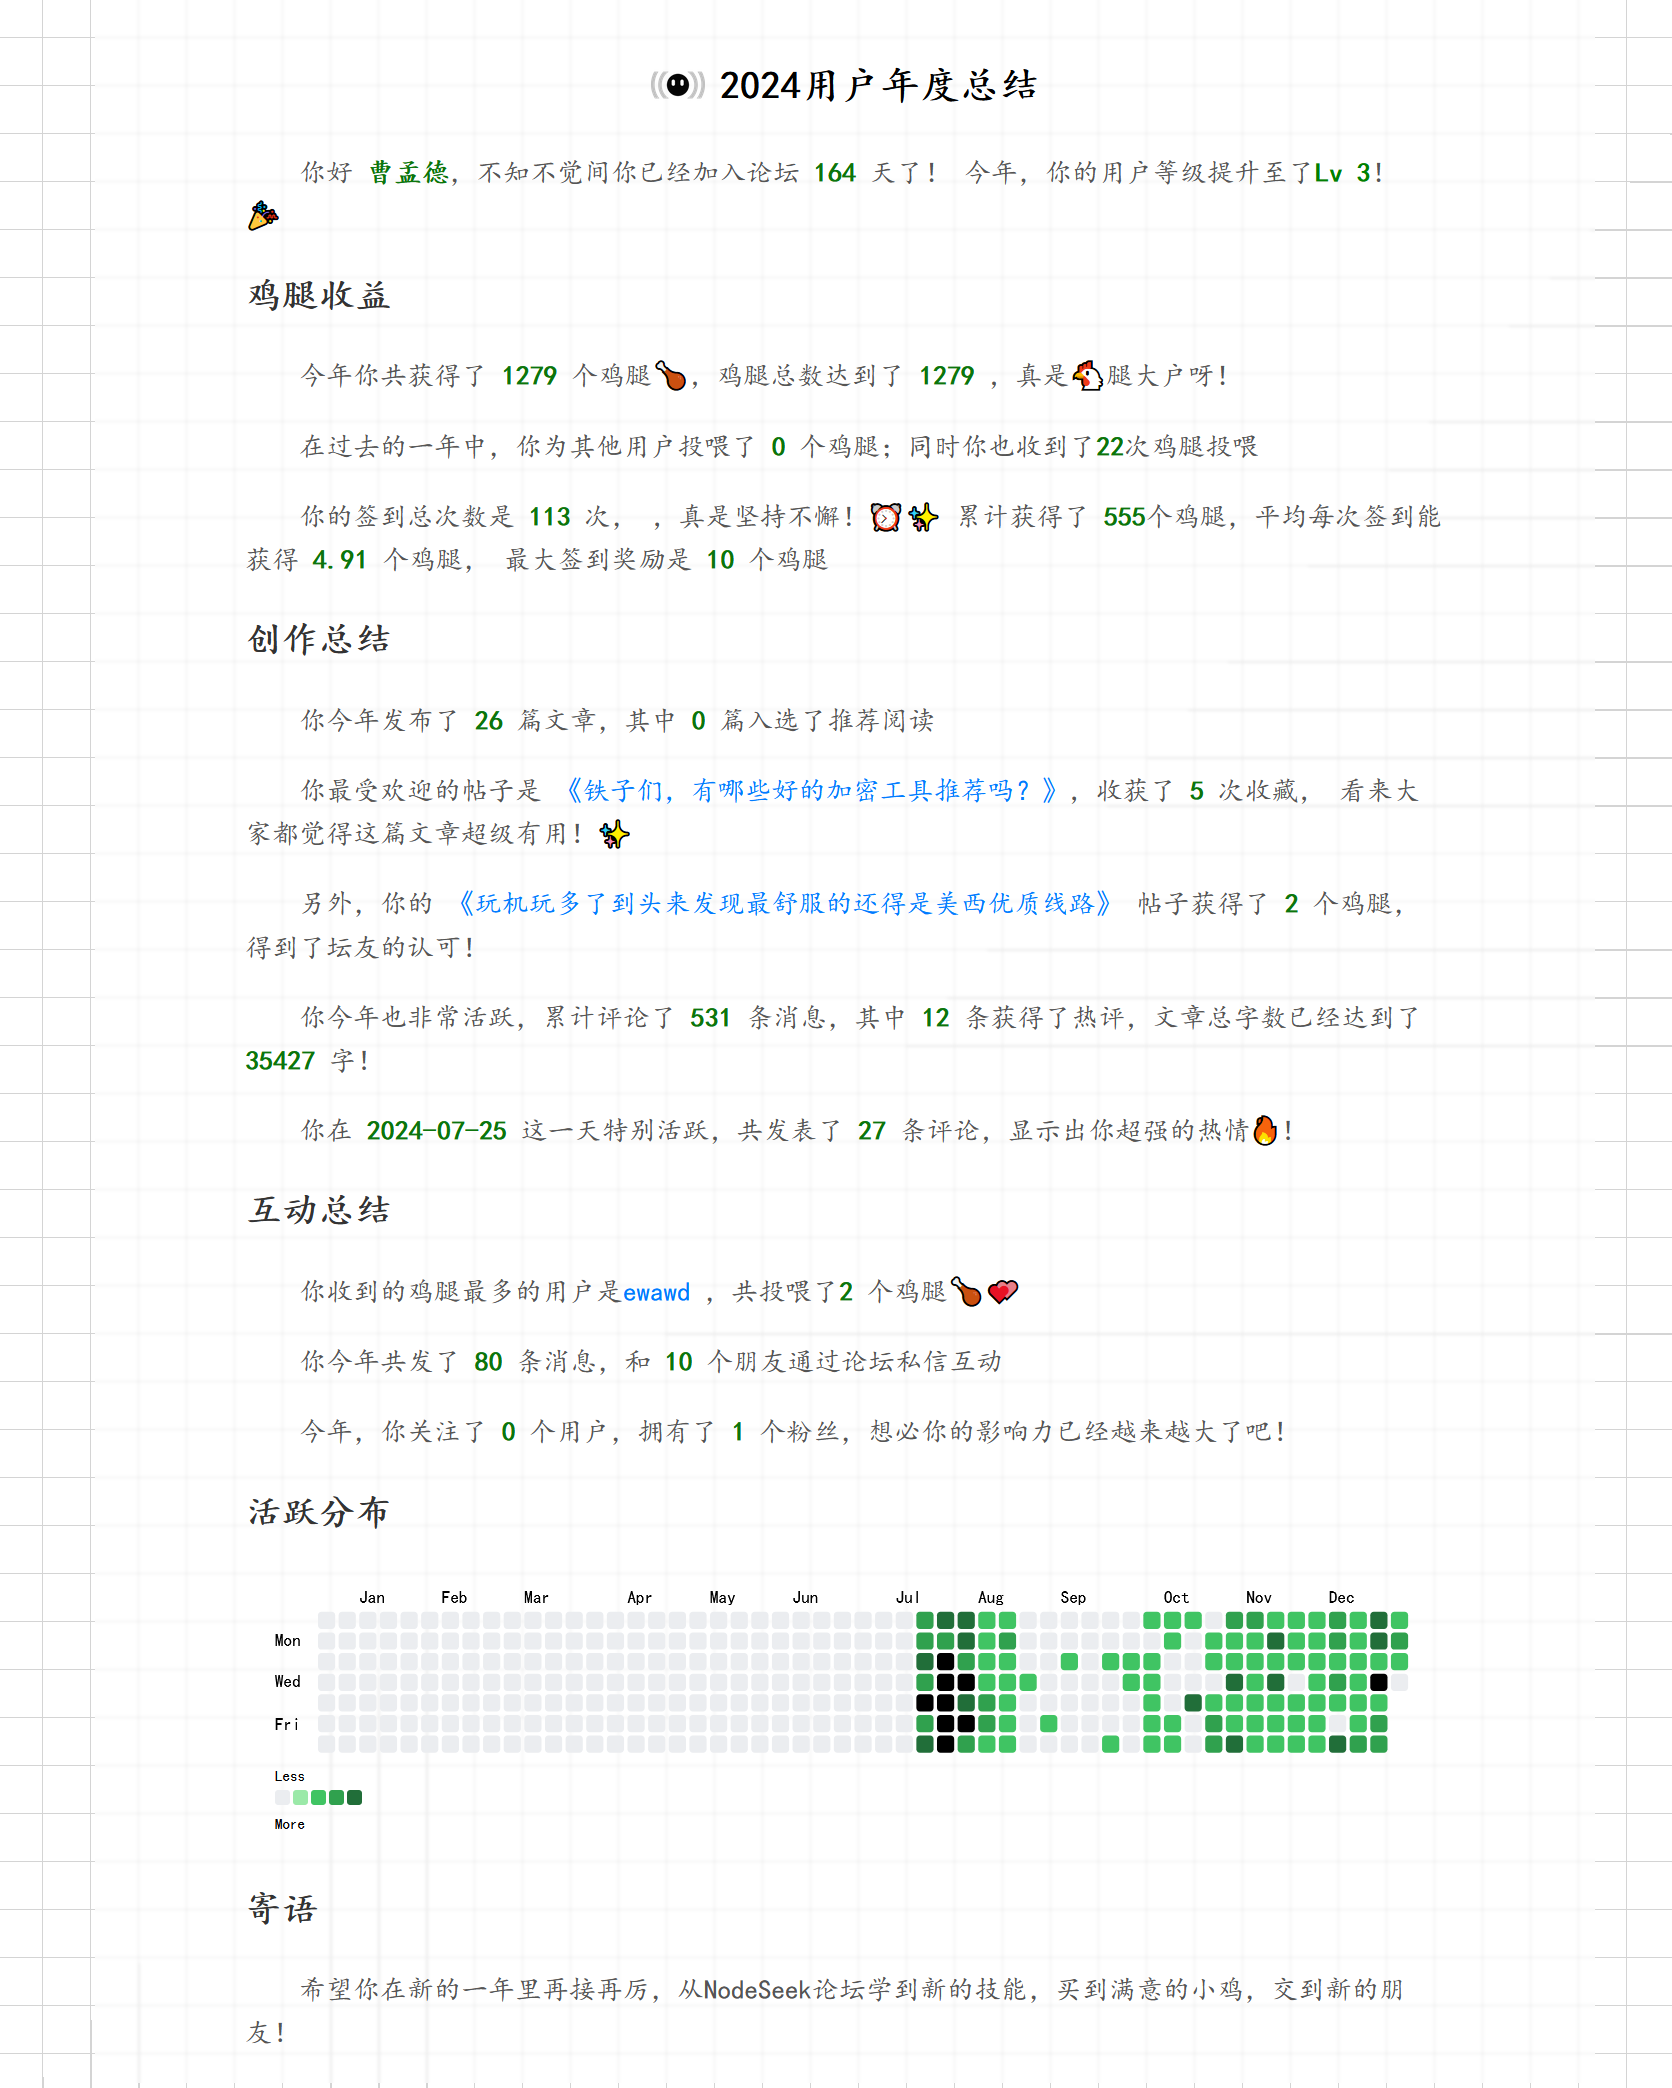 2024用户年度总结
你好 曹孟德，不知不觉间你已经加入论坛 164 天了！ 今年，你的用户等级提升至了Lv 3！
鸡腿收益
今年你共获得了 1279 个鸡腿，鸡腿总数达到了 1279 ，真是腿大户呀！
在过去的一年中，你为其他用户投喂了 0 个鸡腿；同时你也收到了22次鸡腿投喂
你的签到总次数是 113 次， ，真是坚持不懈！ 累计获得了 555个鸡腿，平均每次签到能
获得 4.91 个鸡腿， 最大签到奖励是 10 个鸡腿
创作总结
你今年发布了 26 篇文章，其中 0 篇入选了推荐阅读
你最受欢迎的帖子是 《铁子们，有哪些好的加密工具推荐吗？》，收获了 5 次收藏， 看来大
家都觉得这篇文章超级有用！
另外，你的 《玩机玩多了到头来发现最舒服的还得是美西优质线路》 帖子获得了 2 个鸡腿，
得到了坛友的认可！
你今年也非常活跃，累计评论了 531 条消息，其中 12 条获得了热评，文章总字数已经达到了
35427 字！
你在 2024-07-25 这一天特别活跃，共发表了 27 条评论，显示出你超强的热情！
互动总结
你收到的鸡腿最多的用户是ewawd ，共投喂了2 个鸡腿
你今年共发了 80 条消息，和 10 个朋友通过论坛私信互动
今年，你关注了 0 个用户，拥有了 1 个粉丝，想必你的影响力已经越来越大了吧！
活跃分布
Jan Feb Mar Apr May Jun Jul Aug Sep Oct Nov Dec
Mon
Wed
Fri
Less
More
寄语
希望你在新的一年里再接再厉，从NodeSeek论坛学到新的技能，买到满意的小鸡，交到新的朋
友！